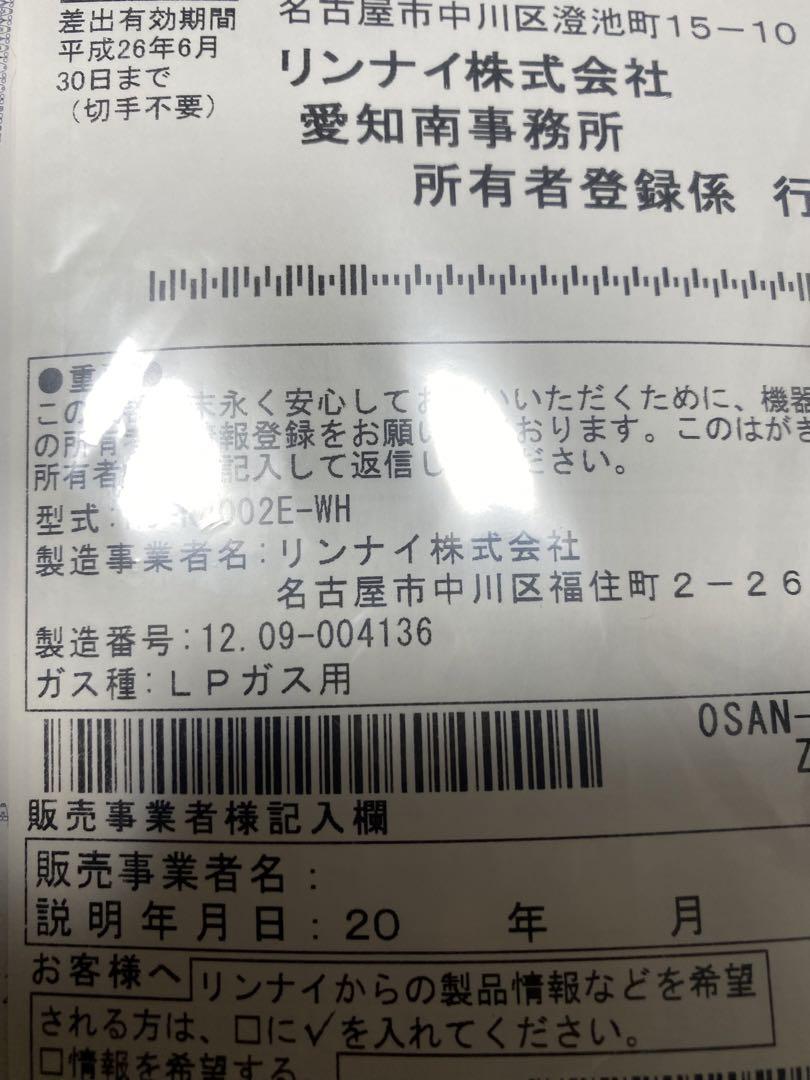 差出有効期間
平成26年6月
30日まで
(切手不要)
名古屋市中川区澄池町15-10
リンナイ株式会社
愛知南事務所
所有者登録係 行
●重
この 末永く安心して いただくために、機器
の所有 情報登録をお願い おります。このはがき
所有者 記入して返信し ださい。
型式: 002E-WH
製造事業者名:リンナイ株式会社
名古屋市中川区福住町2-26
製造番号:12.09-004136
ガス種:LPガス用
OSAN-
Z
販売事業者様記入欄
販売事業者名:
説明年月日:20 年 月
お客様へ
リンナイからの製品情報などを希望
される方は、□に✓を入れてください。
□情報を希望する